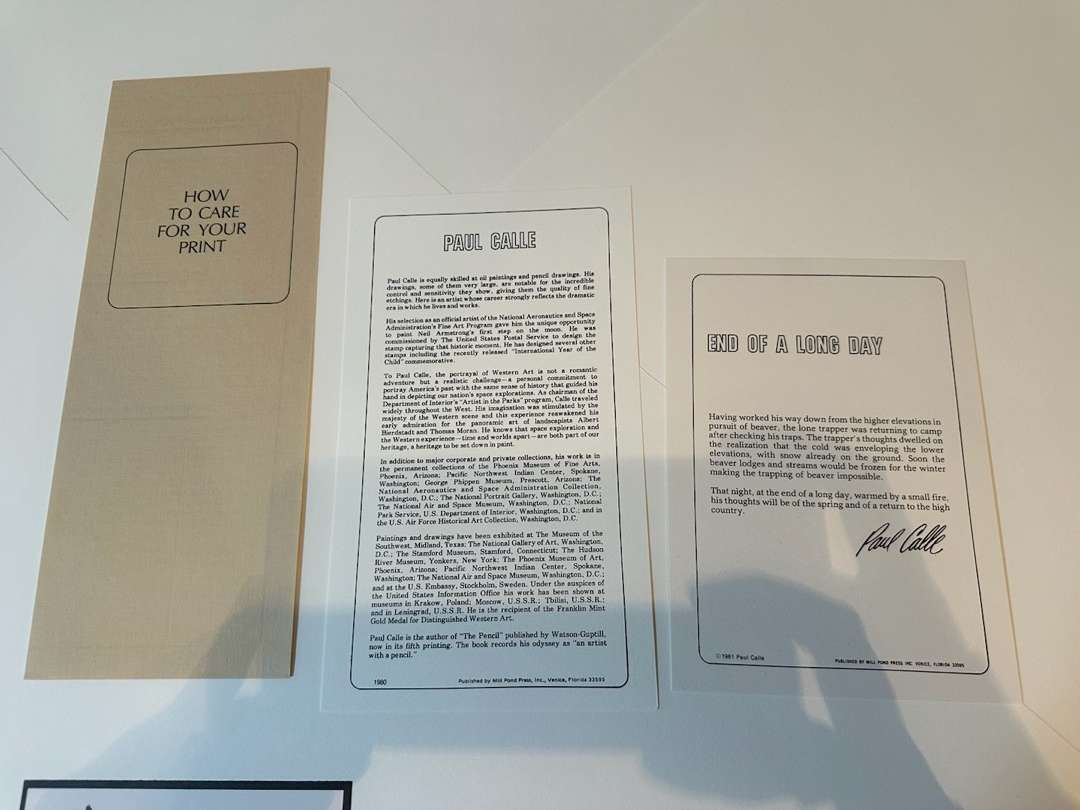 HOW
TO CARE
FOR YOUR
PRINT
PAUL CALLE
Paul Calle is equally skilled at oil paintings and pencil drawings. His
drawings, some of them very large, are notable for the incredible
control and sensitivity they show, giving them the quality of fine
etchings. Here is an artist whose career strongly reflects the dramatic
era in which he lives and works.
His selection as an official artist of the National Aeronautics and Space
Administration's Fine Art Program gave him the unique opportunity
to paint Neil Armstrong's first step on the moon. He was
commissioned by The United States Postal Service to design the
stamp capturing that historic moment. He has designed several other
stamps including the recently released "International Year of the
Child" commemorative.
To Paul Calle, the portrayal of Western Art is not a romantic
adventure but a realistic challenge—a personal commitment to
portray America's past with the same sense of history that guided his
hand in depicting our nation's space explorations. As chairman of the
Department of Interior's "Artist in the Parks" program, Calle traveled
widely throughout the West. His imagination was stimulated by the
majesty of the Western scene and this experience reawakened his
early admiration for the panoramic art of landscapists Albert
Bierdstadt and Thomas Moran. He knows that space exploration and
the Western experience—time and worlds apart—are both part of our
heritage, a heritage to be set down in paint.
In addition to major corporate and private collections, his work is in
the permanent collections of the Phoenix Museum of Fine Arts,
Phoenix, Arizona; Pacific Northwest Indian Center, Spokane,
Washington; George Phippen Museum, Prescott, Arizona; The
National Aeronautics and Space Administration Collection,
Washington, D.C.; The National Portrait Gallery, Washington, D.C.;
The National Air and Space Museum, Washington, D.C.; National
Park Service, U.S. Department of Interior, Washington, D.C.; and in
the U.S. Air Force Historical Art Collection, Washington, D.C.
Paintings and drawings have been exhibited at The Museum of the
Southwest, Midland, Texas; The National Gallery of Art, Washington,
D.C.; The Stamford Museum, Stamford, Connecticut; The Hudson
River Museum, Yonkers, New York; The Phoenix Museum of Art,
Phoenix, Arizona; Pacific Northwest Indian Center, Spokane,
Washington; The National Air and Space Museum, Washington, D.C.;
and at the U.S. Embassy, Stockholm, Sweden. Under the auspices of
the United States Information Office his work has been shown at
museums in Krakow, Poland; Moscow, U.S.S.R.; Tbilisi, U.S.S.R.;
and in Leningrad, U.S.S.R. He is the recipient of the Franklin Mint
Gold Medal for Distinguished Western Art.
Paul Calle is the author of "The Pencil" published by Watson-Guptill,
now in its fifth printing. The book records his odyssey as "an artist
with a pencil."
1980 Published by Mill Pond Press, Inc., Venice, Florida 33595
END OF A LONG DAY
Having worked his way down from the higher elevations in
pursuit of beaver, the lone trapper was returning to camp
after checking his traps. The trapper's thoughts dwelled on
the realization that the cold was enveloping the lower
elevations, with snow already on the ground. Soon the
beaver lodges and streams would be frozen for the winter
making the trapping of beaver impossible.
That night, at the end of a long day, warmed by a small fire,
his thoughts will be of the spring and of a return to the high
country.
Paul Calle
© 1981 Paul Calle PUBLISHED BY MILL POND PRESS INC. VENICE, FLORIDA 33595